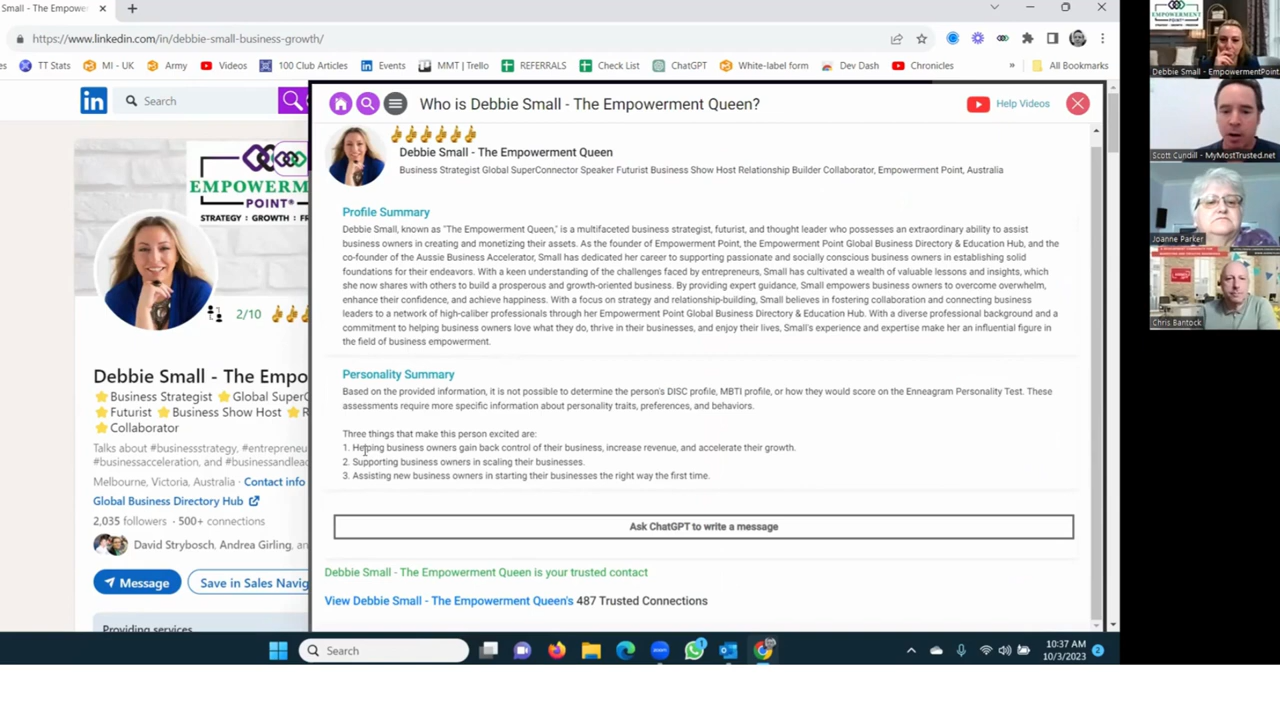 Small - The Empower
https://www.linkedin.com/in/debbie-small-business-growth/
TT Stats MI - UK Army Videos 100 Club Articles Events MMT | Trello REFERRALS Check List ChatGPT White-label form Dev Dash Chronicles » All Bookmarks
in Search
EMPOWERM
POINT®
STRATEGY : GROWTH : FR
2/10
Debbie Small - The Empo
Business Strategist Global Super
Futurist Business Show Host R
Collaborator
Talks about #businessstrategy, #entrepreneu
#businessacceleration, and #businessandlead
Melbourne, Victoria, Australia · Contact info
Global Business Directory Hub
2,035 followers · 500+ connections
David Strybosch, Andrea Girling, an
Message Save in Sales Navig
Providing services
Who is Debbie Small - The Empowerment Queen?
Help Videos
Debbie Small - The Empowerment Queen
Business Strategist Global SuperConnector Speaker Futurist Business Show Host Relationship Builder Collaborator, Empowerment Point, Australia
Profile Summary
Debbie Small, known as "The Empowerment Queen," is a multifaceted business strategist, futurist, and thought leader who possesses an extraordinary ability to assist
business owners in creating and monetizing their assets. As the founder of Empowerment Point, the Empowerment Point Global Business Directory & Education Hub, and the
co-founder of the Aussie Business Accelerator, Small has dedicated her career to supporting passionate and socially conscious business owners in establishing solid
foundations for their endeavors. With a keen understanding of the challenges faced by entrepreneurs, Small has cultivated a wealth of valuable lessons and insights, which
she now shares with others to build a prosperous and growth-oriented business. By providing expert guidance, Small empowers business owners to overcome overwhelm,
enhance their confidence, and achieve happiness. With a focus on strategy and relationship-building, Small believes in fostering collaboration and connecting business
leaders to a network of high-caliber professionals through her Empowerment Point Global Business Directory & Education Hub. With a diverse professional background and a
commitment to helping business owners love what they do, thrive in their businesses, and enjoy their lives, Small's experience and expertise make her an influential figure in
the field of business empowerment.
Personality Summary
Based on the provided information, it is not possible to determine the person's DISC profile, MBTI profile, or how they would score on the Enneagram Personality Test. These
assessments require more specific information about personality traits, preferences, and behaviors.
Three things that make this person excited are:
1. Helping business owners gain back control of their business, increase revenue, and accelerate their growth.
2. Supporting business owners in scaling their businesses.
3. Assisting new business owners in starting their businesses the right way the first time.
Ask ChatGPT to write a message
Debbie Small - The Empowerment Queen is your trusted contact
View Debbie Small - The Empowerment Queen's 487 Trusted Connections
Search
1
10:37 AM
10/3/2023
2
EMPOWERMENT
POINT
Debbie Small - EmpowermentPoint.
Scott Cundill - MyMostTrusted.net
Joanne Parker
Chris Bantock